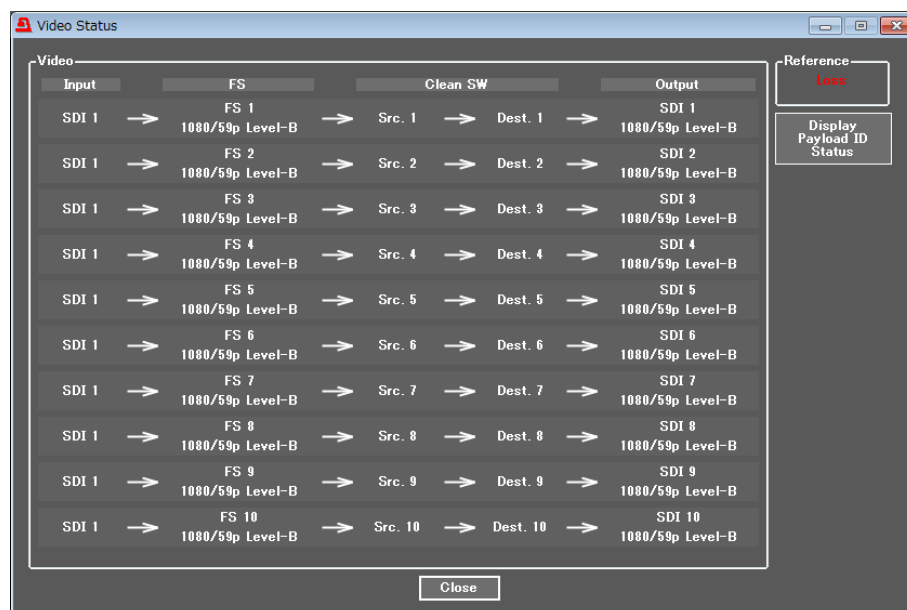 Video Status
Video
Reference
Input FS Clean SW Output
Loss
SDI 1 FS 1 Src. 1 Dest. 1 SDI 1
1080/59p Level-B 1080/59p Level-B
Display
Payload ID
Status
SDI 1 FS 2 Src. 2 Dest. 2 SDI 2
1080/59p Level-B 1080/59p Level-B
SDI 1 FS 3 Src. 3 Dest. 3 SDI 3
1080/59p Level-B 1080/59p Level-B
SDI 1 FS 4 Src. 4 Dest. 4 SDI 4
1080/59p Level-B 1080/59p Level-B
SDI 1 FS 5 Src. 5 Dest. 5 SDI 5
1080/59p Level-B 1080/59p Level-B
SDI 1 FS 6 Src. 6 Dest. 6 SDI 6
1080/59p Level-B 1080/59p Level-B
SDI 1 FS 7 Src. 7 Dest. 7 SDI 7
1080/59p Level-B 1080/59p Level-B
SDI 1 FS 8 Src. 8 Dest. 8 SDI 8
1080/59p Level-B 1080/59p Level-B
SDI 1 FS 9 Src. 9 Dest. 9 SDI 9
1080/59p Level-B 1080/59p Level-B
SDI 1 FS 10 Src. 10 Dest. 10 SDI 10
1080/59p Level-B 1080/59p Level-B
Close